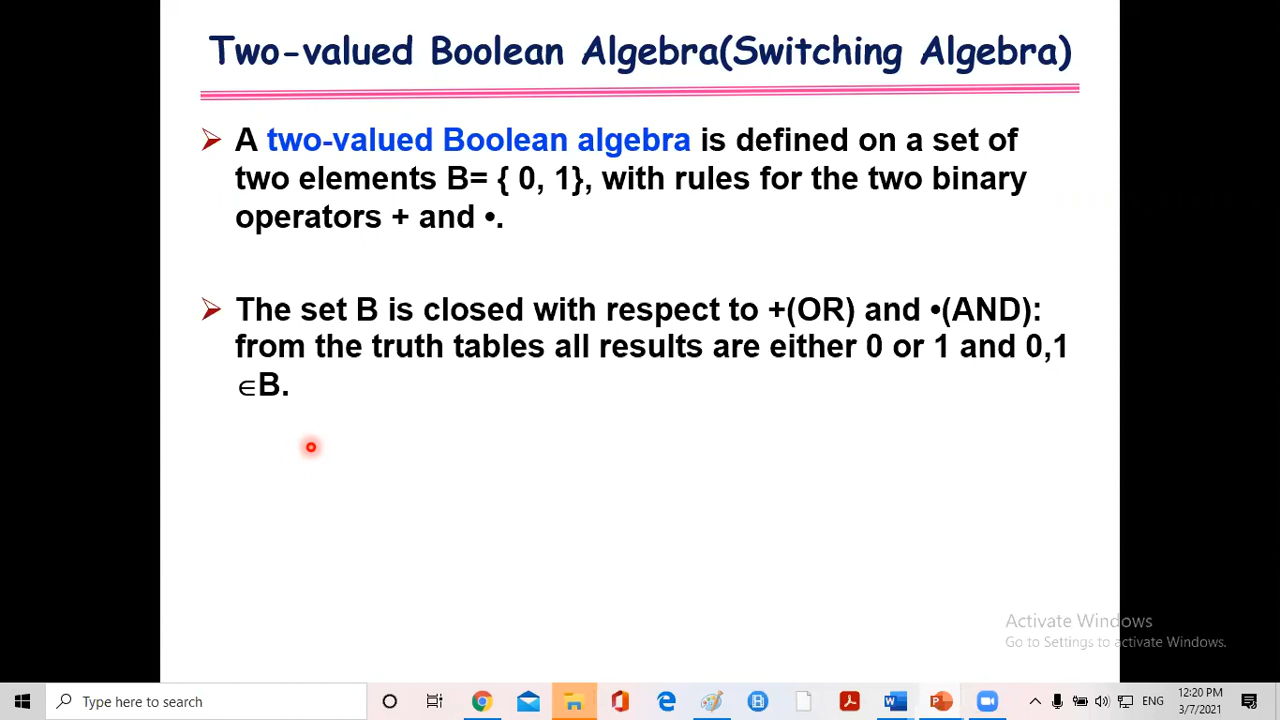 Two-valued Boolean Algebra(Switching Algebra)
A two-valued Boolean algebra is defined on a set of
two elements B= { 0, 1}, with rules for the two binary
operators + and •.
The set B is closed with respect to +(OR) and •(AND):
from the truth tables all results are either 0 or 1 and 0,1
∈B.
Activate Windows
Go to Settings to activate Windows.
Type here to search
ENG
12:20 PM
3/7/2021